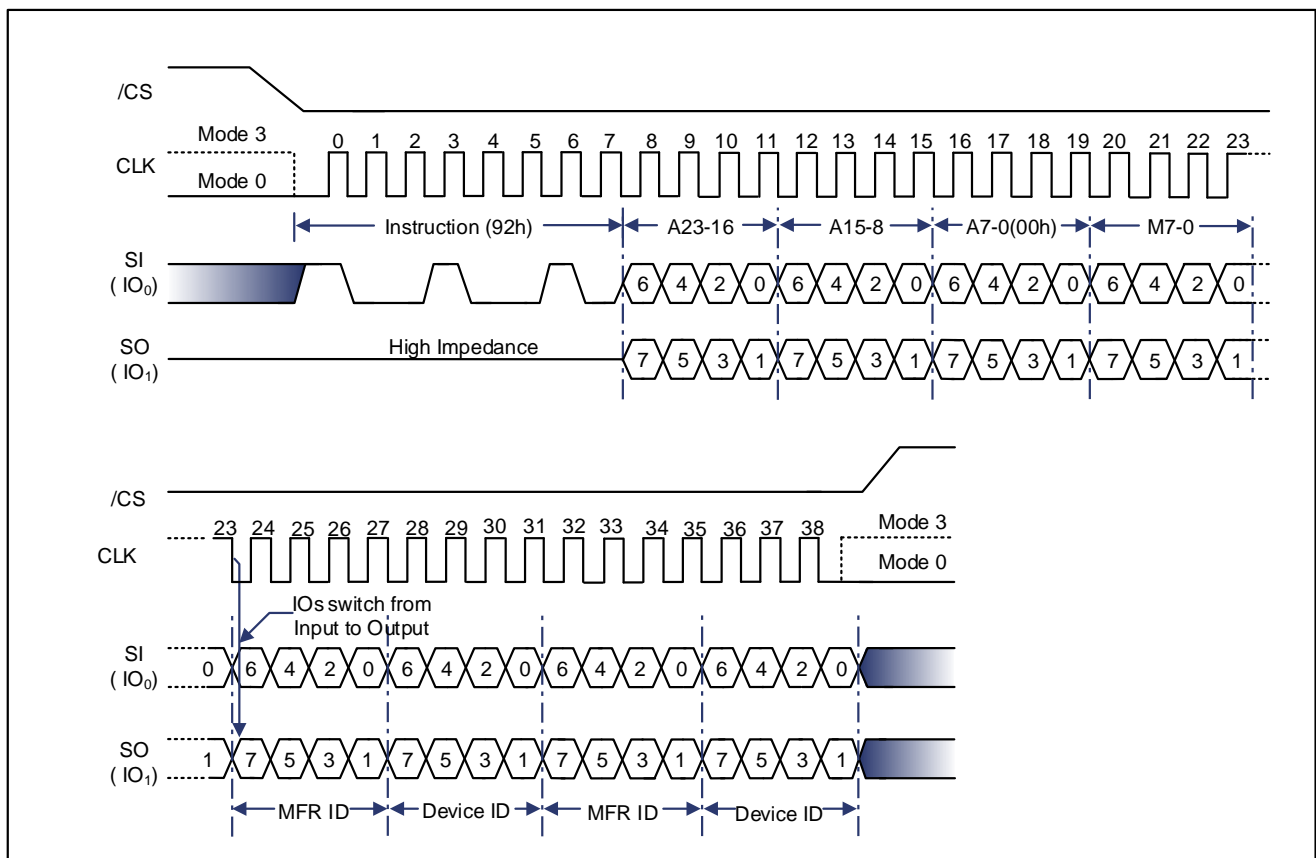 /CS
Mode 3
0 1 2 3 4 5 6 7 8 9 10 11 12 13 14 15 16 17 18 19 20 21 22 23
CLK
Mode 0
Instruction (92h) A23-16 A15-8 A7-0(00h) M7-0
SI
( IO0)
6 4 2 0 6 4 2 0 6 4 2 0 6 4 2 0
SO
( IO1)
High Impedance
7 5 3 1 7 5 3 1 7 5 3 1 7 5 3 1
/CS
23 24 25 26 27 28 29 30 31 32 33 34 35 36 37 38
Mode 3
CLK
Mode 0
IOs switch from
Input to Output
SI
( IO0)
0 6 4 2 0 6 4 2 0 6 4 2 0 6 4 2 0
SO
( IO1)
1 7 5 3 1 7 5 3 1 7 5 3 1 7 5 3 1
MFR ID Device ID MFR ID Device ID